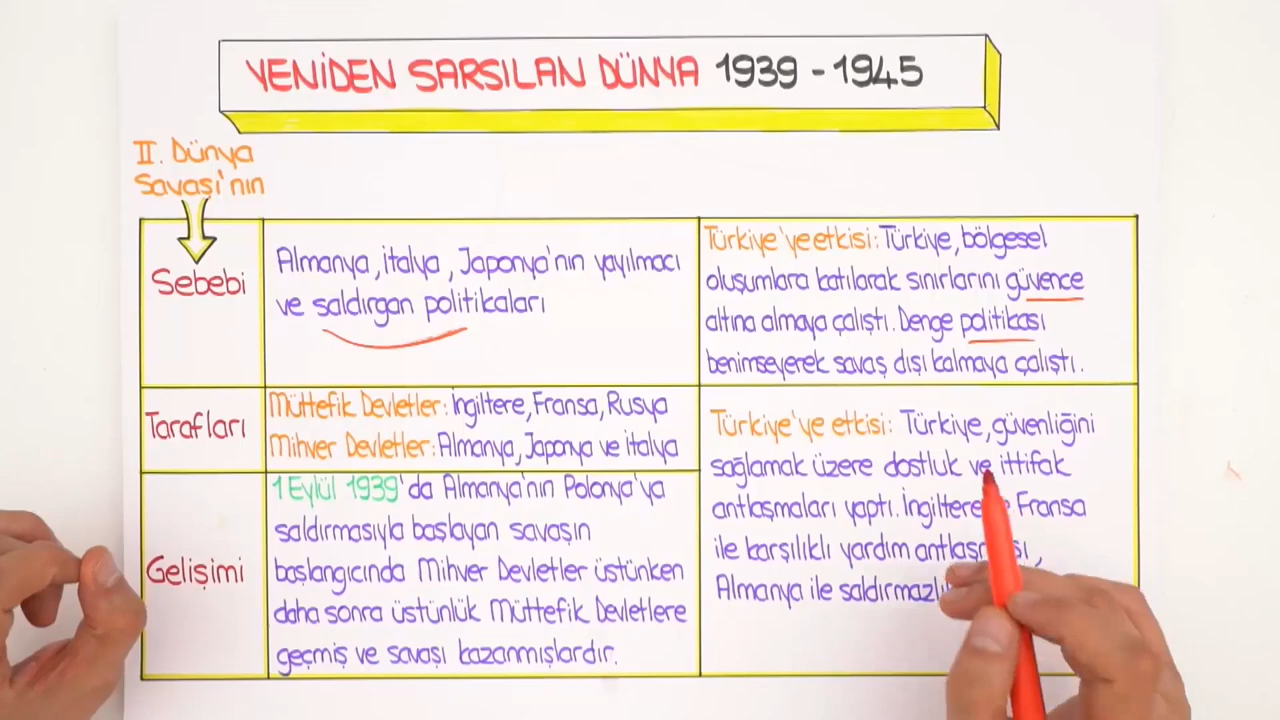 YENİDEN SARSILAN DÜNYA 1939 - 1945
II. Dünya
Savaşı'nın
Sebebi
Almanya, İtalya, Japonya'nın yayılmacı
ve saldırgan politikaları
Türkiye'ye etkisi: Türkiye, bölgesel
oluşumlara katılarak sınırlarını güvence
altına almaya çalıştı. Denge politikası
benimseyerek savaş dışı kalmaya çalıştı.
Tarafları
Müttefik Devletler: İngiltere, Fransa, Rusya
Mihver Devletler: Almanya, Japonya ve İtalya
Gelişimi
1 Eylül 1939'da Almanya'nın Polonya'ya
saldırmasıyla başlayan savaşın
başlangıcında Mihver Devletler üstünken
daha sonra üstünlük Müttefik Devletlere
geçmiş ve savaşı kazanmışlardır.
Türkiye'ye etkisi: Türkiye, güvenliğini
sağlamak üzere dostluk ve ittifak
antlaşmaları yaptı. İngiltere Fransa
ile karşılıklı yardım
Almanya ile